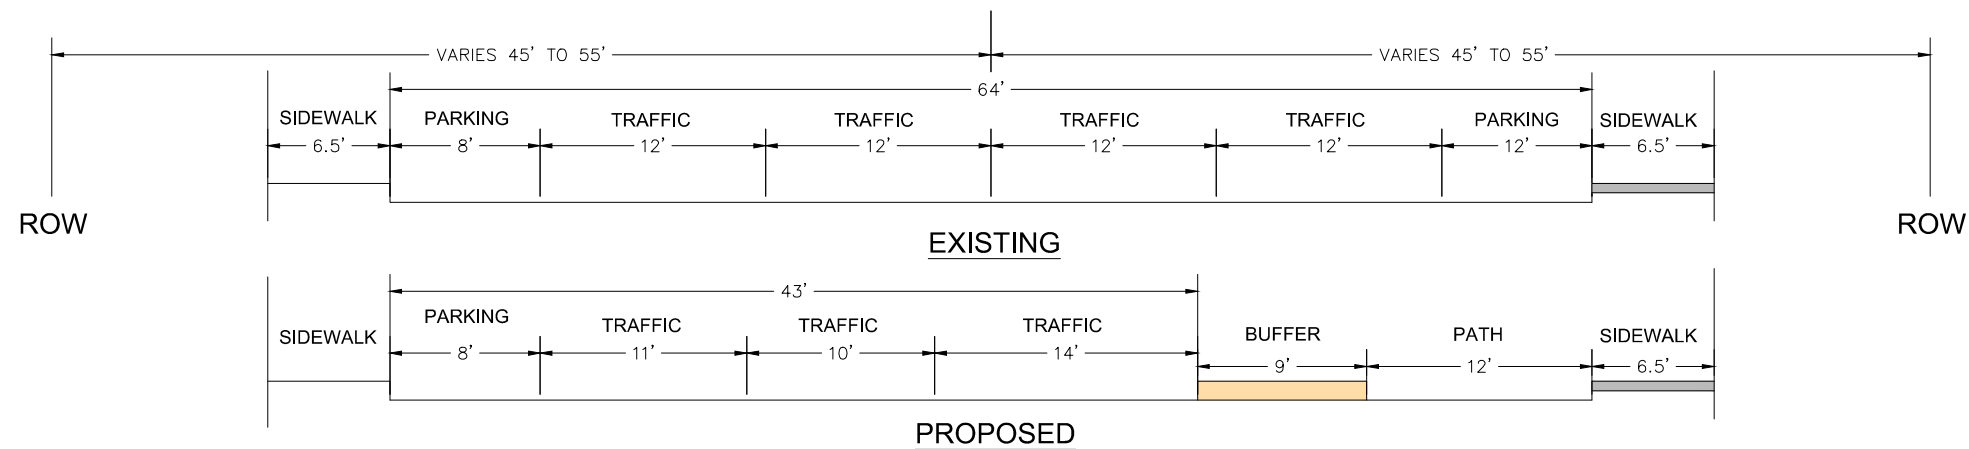 VARIES 45' TO 55' VARIES 45' TO 55'
64'
SIDEWALK PARKING TRAFFIC TRAFFIC TRAFFIC TRAFFIC PARKING SIDEWALK
6.5' 8' 12' 12' 12' 12' 12' 6.5'
ROW ROW
EXISTING
43'
SIDEWALK PARKING TRAFFIC TRAFFIC TRAFFIC BUFFER PATH SIDEWALK
8' 11' 10' 14' 9' 12' 6.5'
PROPOSED